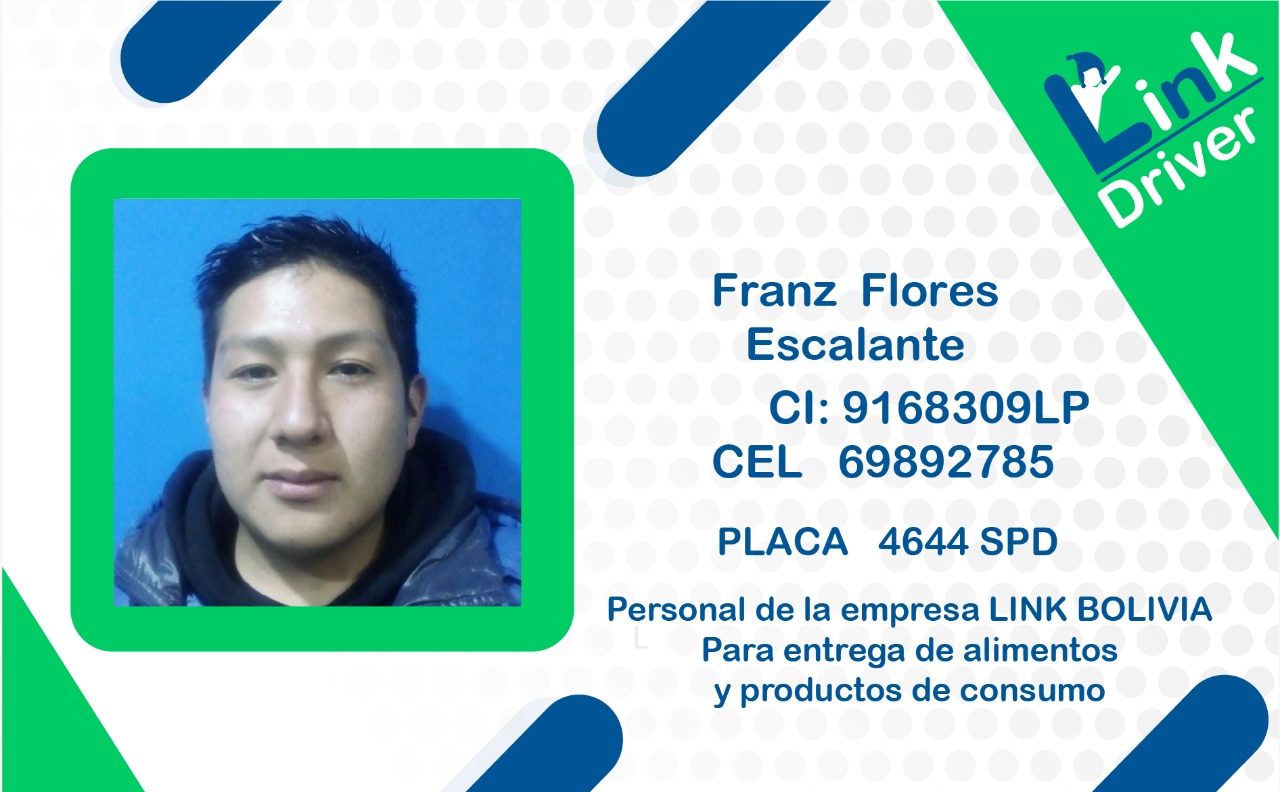 Link
Driver
Franz Flores
Escalante
CI: 9168309LP
CEL 69892785
PLACA 4644 SPD
Personal de la empresa LINK BOLIVIA
L
Para entrega de alimentos
y productos de consumo